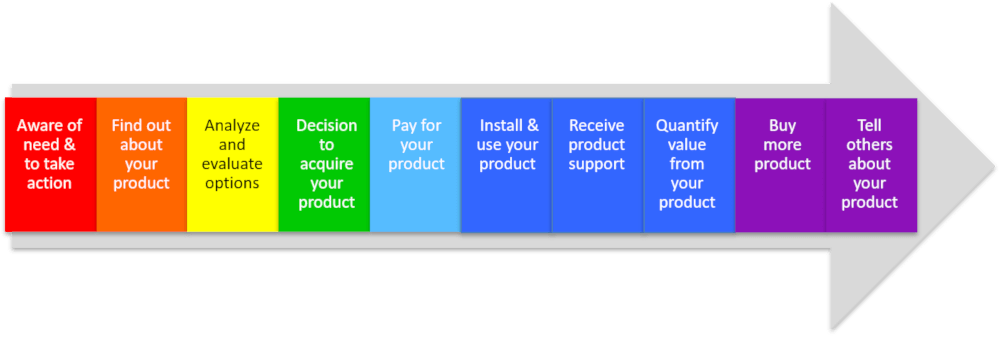 Aware of
need &
to take
action
Find out
about
your
product
Analyze
and
evaluate
options
Decision
to
acquire
your
product
Pay for
your
product
Install &
use your
product
Receive
product
support
Quantify
value
from
your
product
Buy
more
product
Tell
others
about
your
product